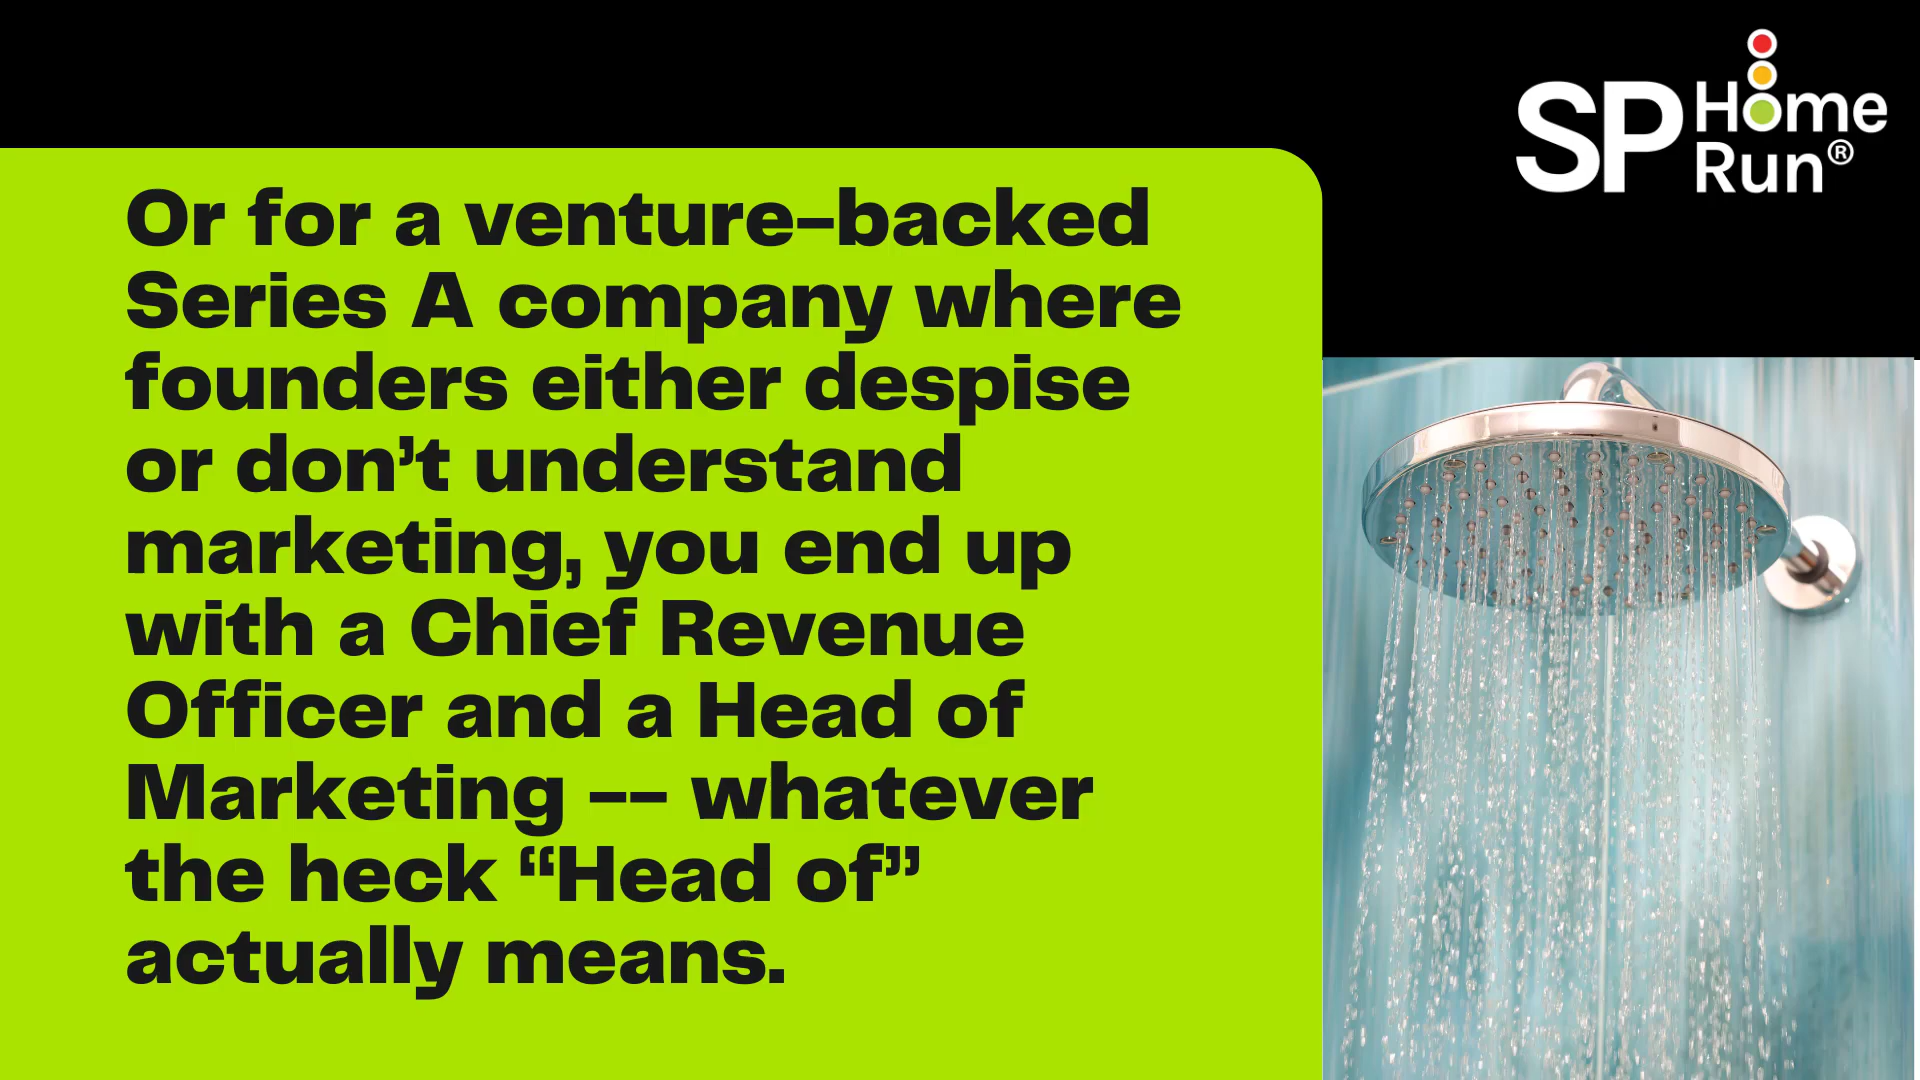 SP Home
Run®
Or for a venture-backed
Series A company where
founders either despise
or don’t understand
marketing, you end up
with a Chief Revenue
Officer and a Head of
Marketing -- whatever
the heck “Head of”
actually means.